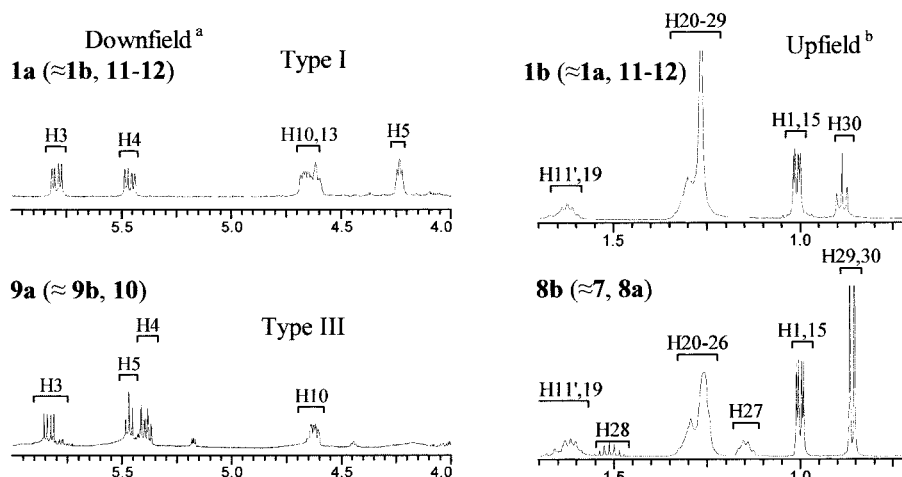 Downfield a
Type I
1a (≈1b, 11-12)
H3
H4
H10,13
H5
5.5
5.0
4.5
4.0
9a (≈ 9b, 10)
Type III
H3
H5
H4
H10
5.5
5.0
4.5
4.0
H20-29
Upfield b
1b (≈1a, 11-12)
H11',19
H1,15
H30
1.5
1.0
8b (≈7, 8a)
H29,30
H20-26
H1,15
H11',19
H28
H27
1.5
1.0